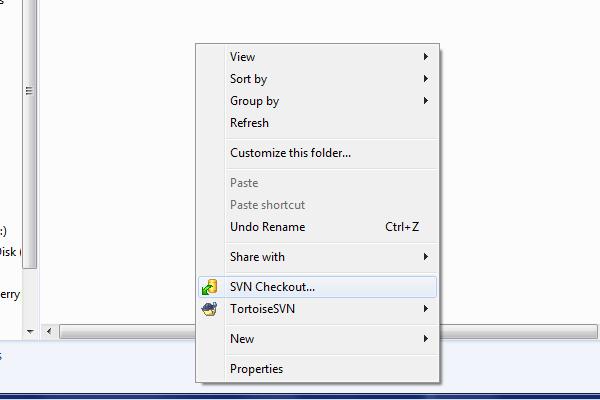 View
Sort by
Group by
Refresh
Customize this folder...
Paste
Paste shortcut
Undo Rename Ctrl+Z
Share with
SVN Checkout...
TortoiseSVN
New
Properties
:)
Disk (
erry